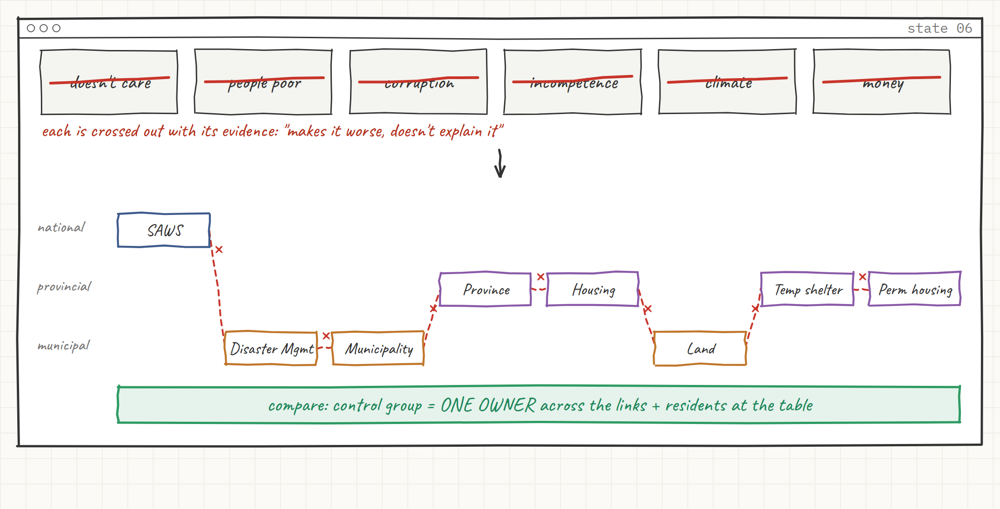 state 06
doesn't care
people poor
corruption
incompetence
climate
money
each is crossed out with its evidence: "makes it worse, doesn't explain it"
national
SAWS
provincial
Province
Housing
Temp shelter
Perm housing
municipal
Disaster Mgmt
Municipality
Land
compare: control group = ONE OWNER across the links + residents at the table